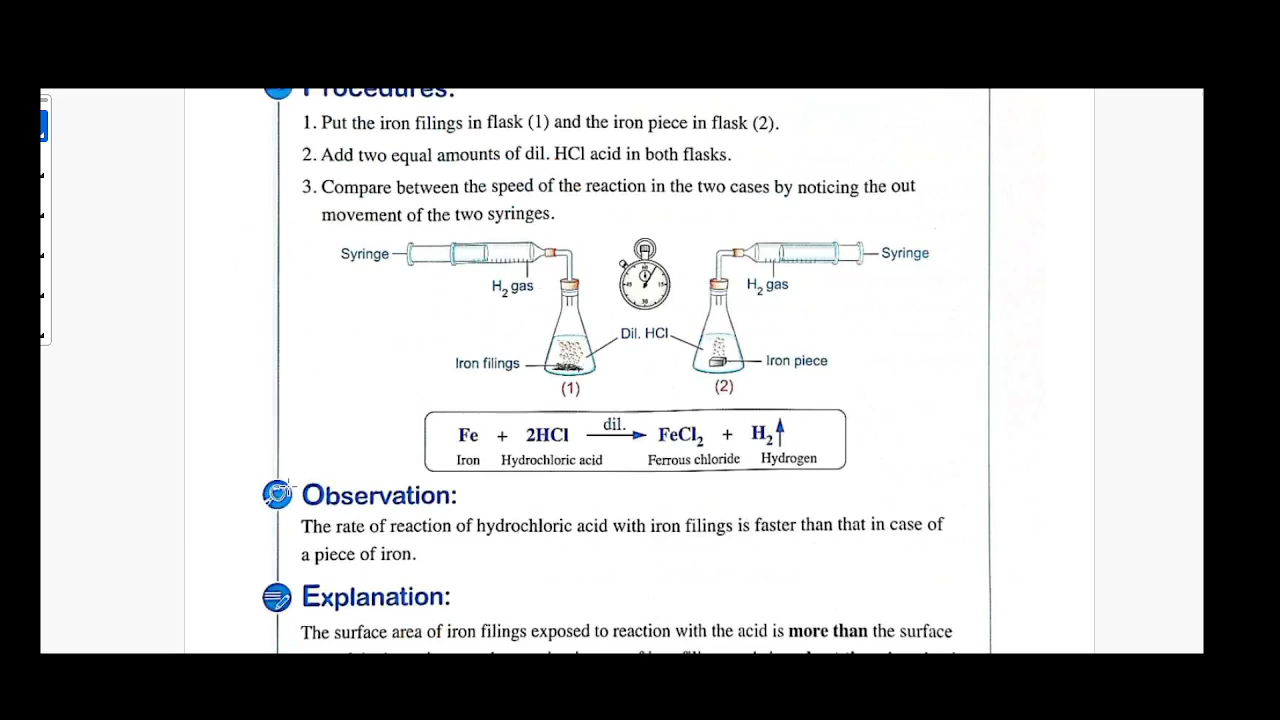 Procedures:
1. Put the iron filings in flask (1) and the iron piece in flask (2).
2. Add two equal amounts of dil. HCl acid in both flasks.
3. Compare between the speed of the reaction in the two cases by noticing the out
movement of the two syringes.
Syringe
Syringe
H2 gas
H2 gas
60
45
15
30
Dil. HCl
Iron filings
Iron piece
(1)
(2)
Fe + 2HCl dil. FeCl2 + H2
Iron Hydrochloric acid Ferrous chloride Hydrogen
Observation:
The rate of reaction of hydrochloric acid with iron filings is faster than that in case of
a piece of iron.
Explanation:
The surface area of iron filings exposed to reaction with the acid is more than the surface